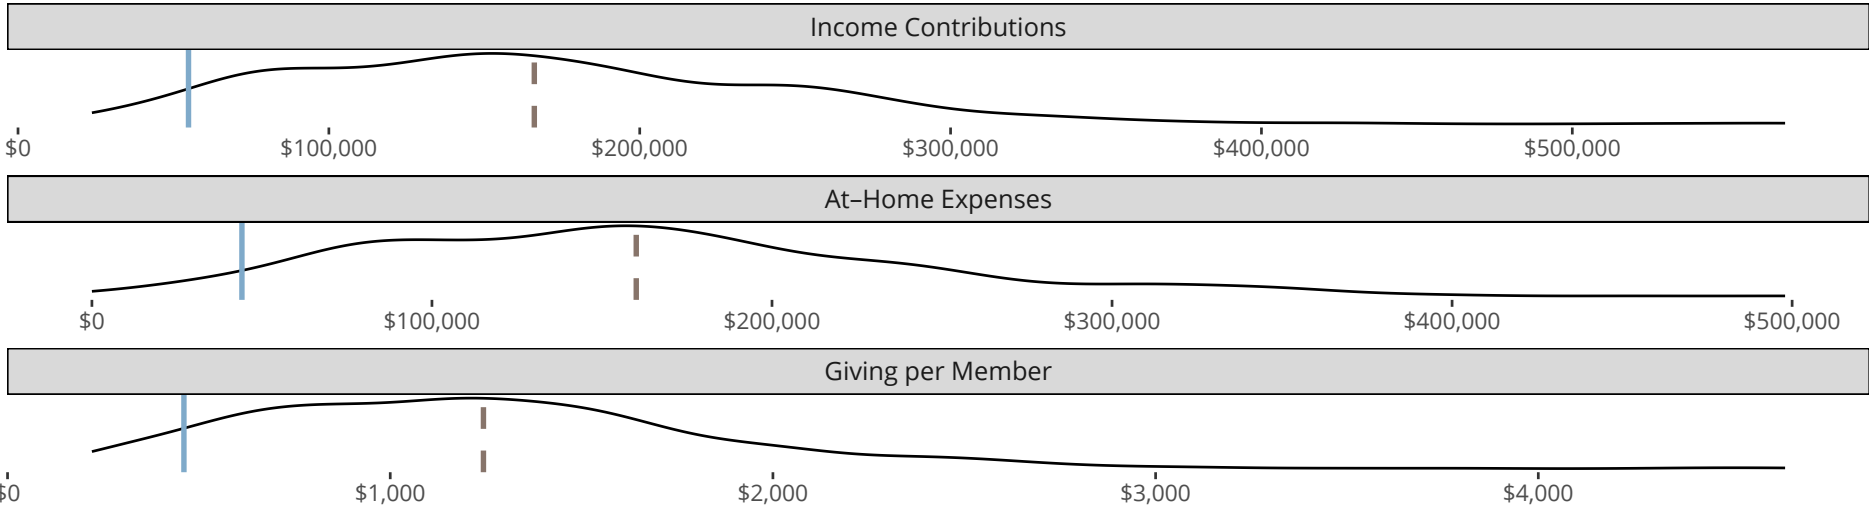 Income Contributions
$0 $100,000 $200,000 $300,000 $400,000 $500,000
At–Home Expenses
$0 $100,000 $200,000 $300,000 $400,000 $500,000
Giving per Member
$0 $1,000 $2,000 $3,000 $4,000